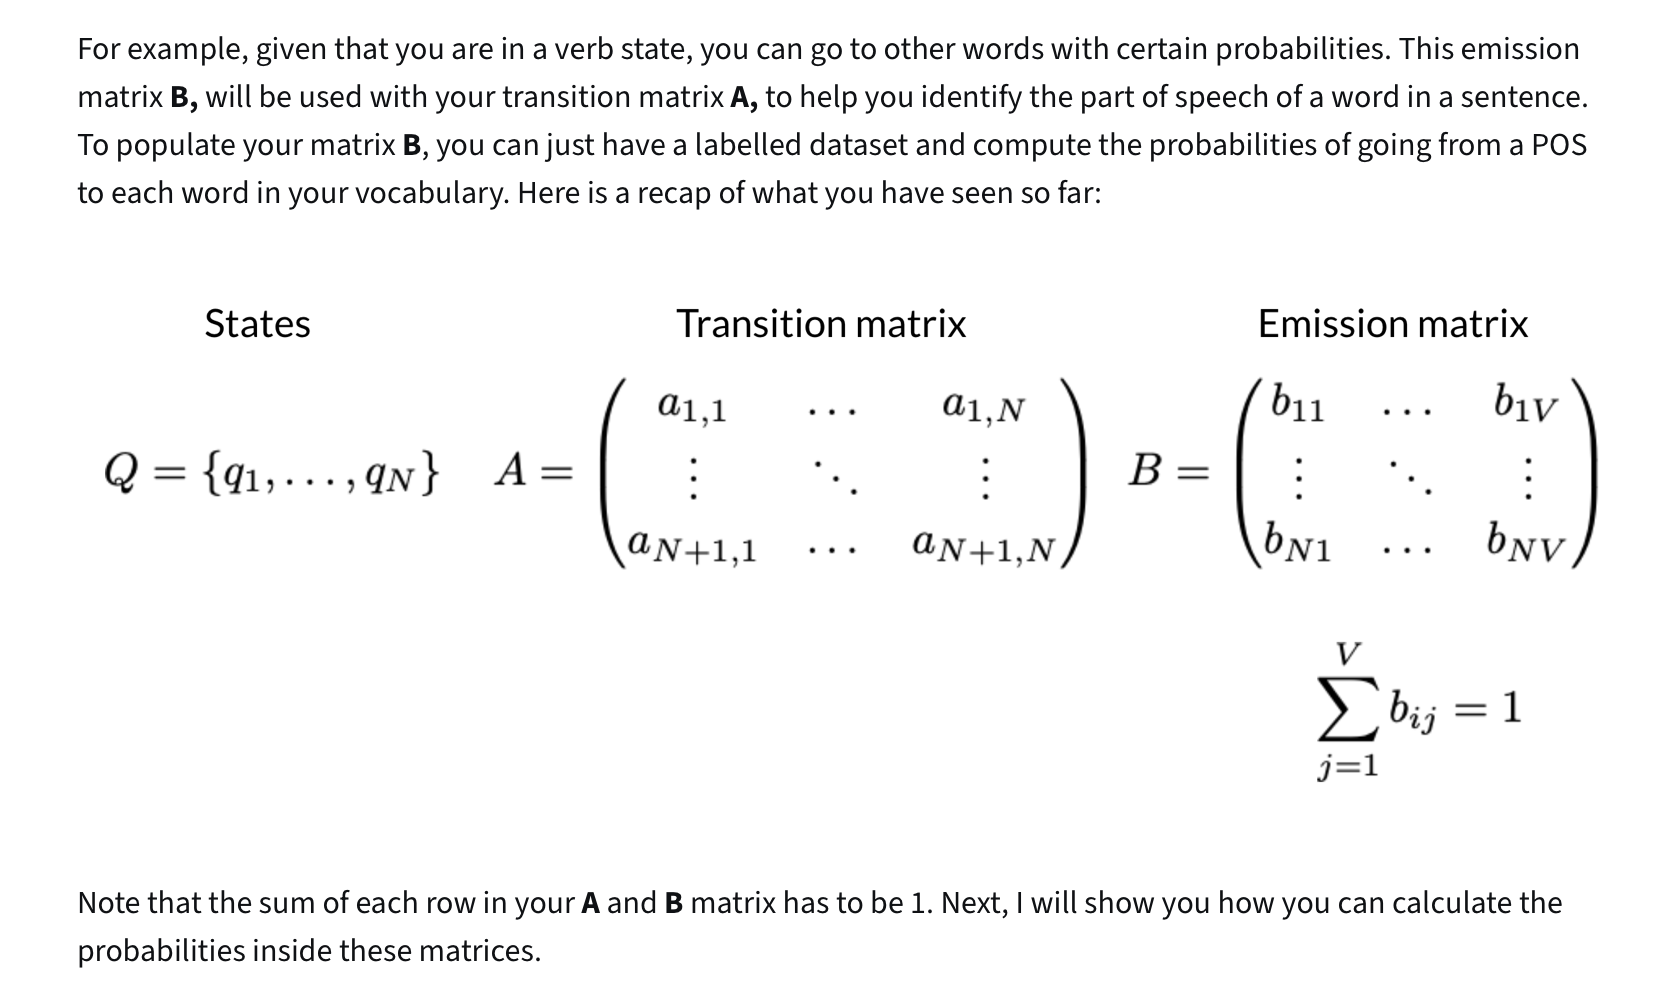 For example, given that you are in a verb state, you can go to other words with certain probabilities. This emission
matrix B, will be used with your transition matrix A, to help you identify the part of speech of a word in a sentence.
To populate your matrix B, you can just have a labelled dataset and compute the probabilities of going from a POS
to each word in your vocabulary. Here is a recap of what you have seen so far:
States Transition matrix Emission matrix
Q = {q_1, . . . , q_N} A = \begin{pmatrix} a_{1,1} & \dots & a_{1,N} \\ \vdots & \ddots & \vdots \\ a_{N+1,1} & \dots & a_{N+1,N} \end{pmatrix} B = \begin{pmatrix} b_{11} & \dots & b_{1V} \\ \vdots & \ddots & \vdots \\ b_{N1} & \dots & b_{NV} \end{pmatrix}
\sum_{j=1}^{V} b_{ij} = 1
Note that the sum of each row in your A and B matrix has to be 1. Next, I will show you how you can calculate the
probabilities inside these matrices.